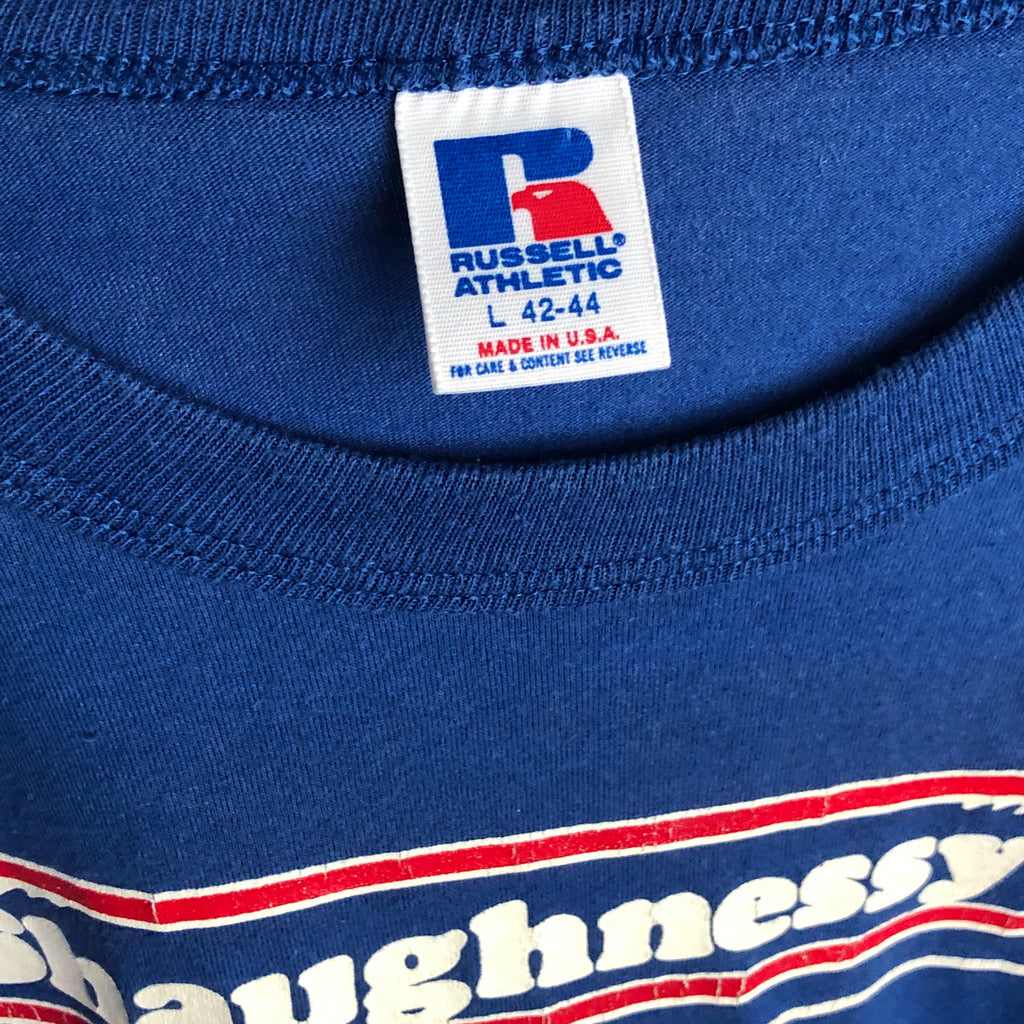 RUSSELL®
ATHLETIC
L 42-44
MADE IN U.S.A.
FOR CARE & CONTENT SEE REVERSE
Shaughnessy